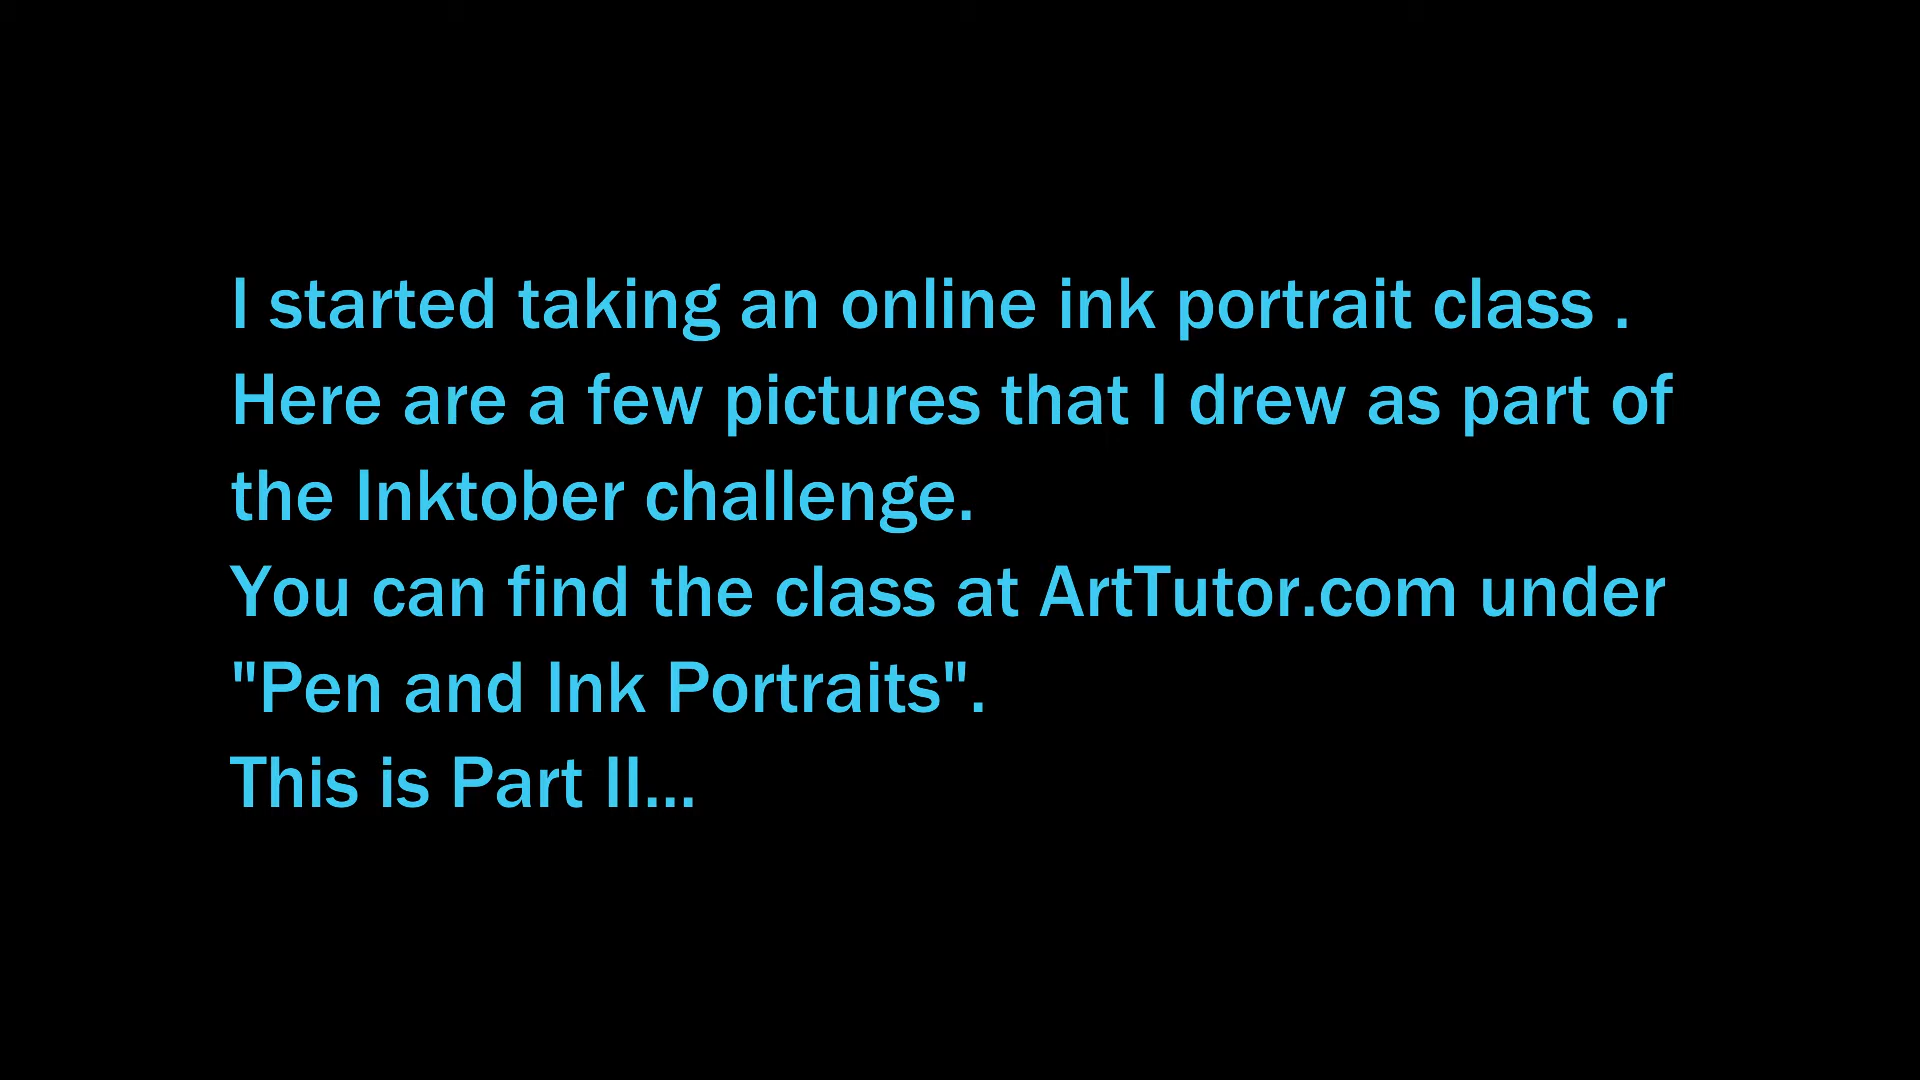 I started taking an online ink portrait class .
Here are a few pictures that I drew as part of
the Inktober challenge.
You can find the class at ArtTutor.com under
"Pen and Ink Portraits".
This is Part II...